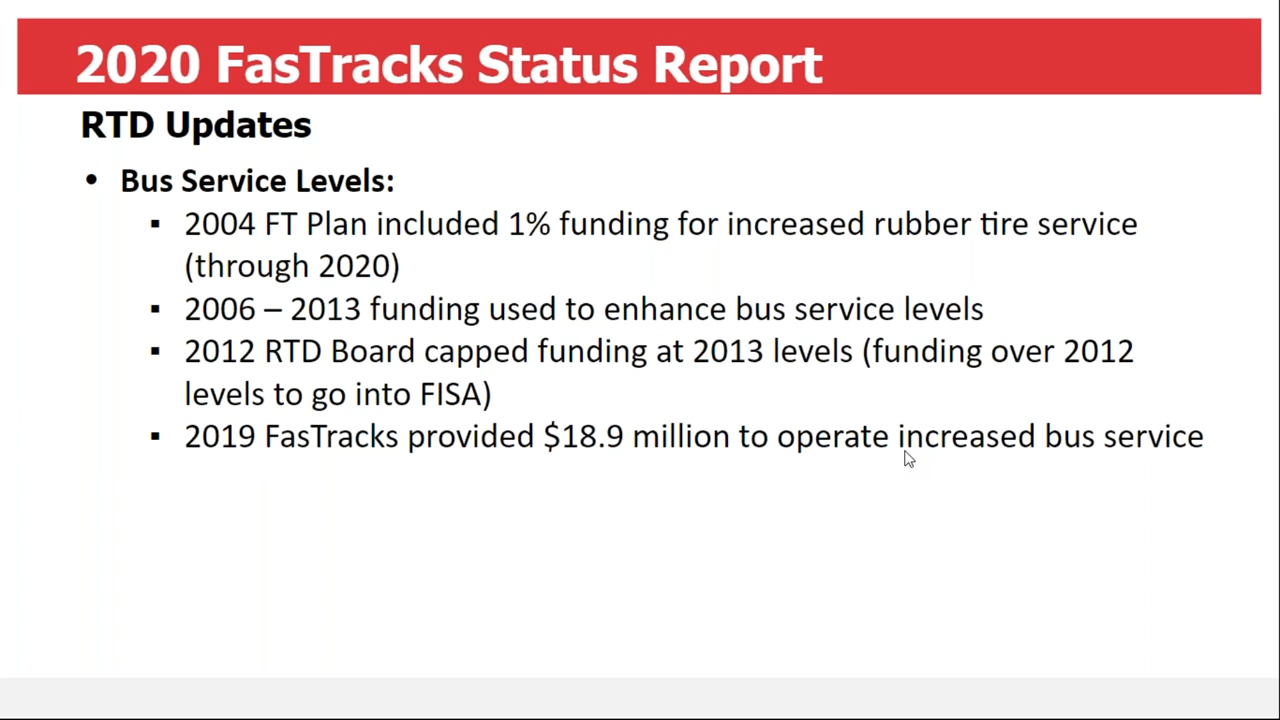 2020 FasTracks Status Report
RTD Updates
• Bus Service Levels:
▪ 2004 FT Plan included 1% funding for increased rubber tire service
(through 2020)
▪ 2006 – 2013 funding used to enhance bus service levels
▪ 2012 RTD Board capped funding at 2013 levels (funding over 2012
levels to go into FISA)
▪ 2019 FasTracks provided $18.9 million to operate increased bus service